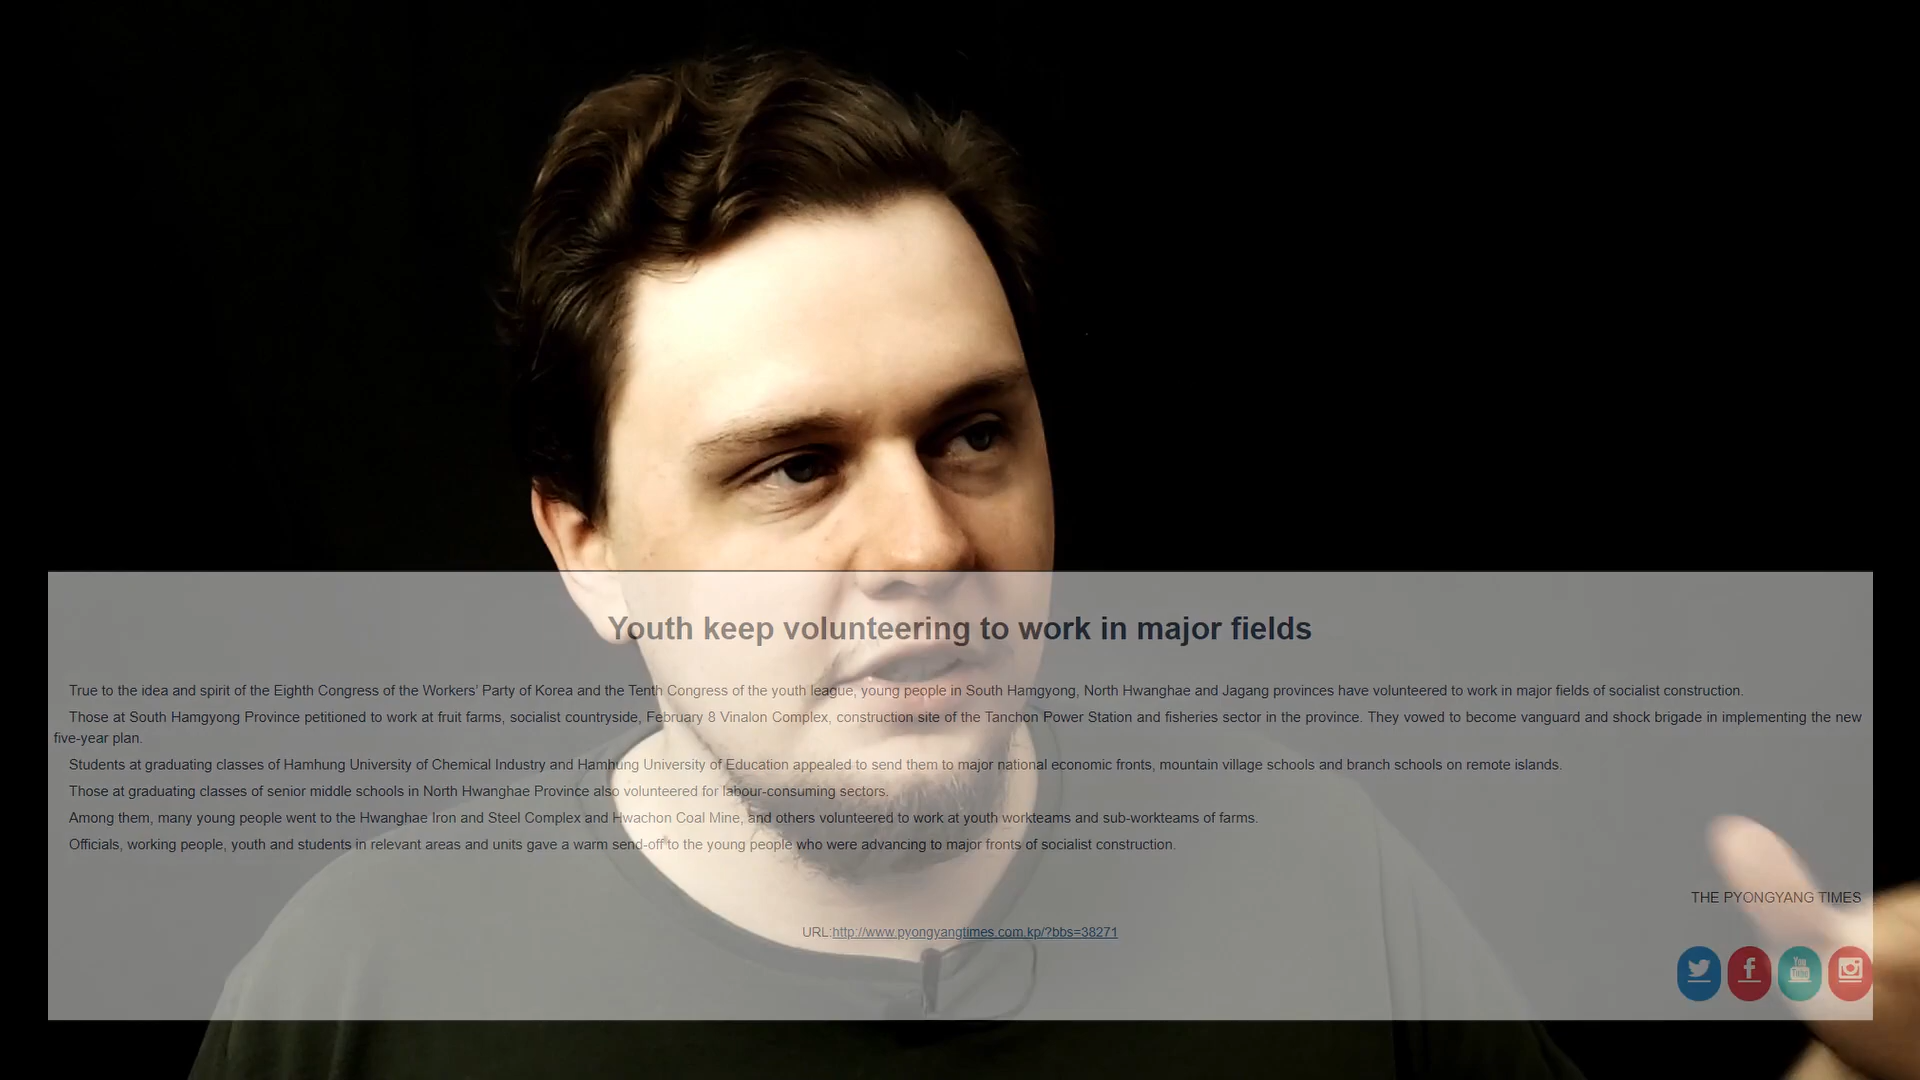 Youth keep volunteering to work in major fields
True to the idea and spirit of the Eighth Congress of the Workers' Party of Korea and the Tenth Congress of the youth league, young people in South Hamgyong, North Hwanghae and Jagang provinces have volunteered to work in major fields of socialist construction.
Those at South Hamgyong Province petitioned to work at fruit farms, socialist countryside, February 8 Vinalon Complex, construction site of the Tanchon Power Station and fisheries sector in the province. They vowed to become vanguard and shock brigade in implementing the new
five-year plan.
Students at graduating classes of Hamhung University of Chemical Industry and Hamhung University of Education appealed to send them to major national economic fronts, mountain village schools and branch schools on remote islands.
Those at graduating classes of senior middle schools in North Hwanghae Province also volunteered for labour-consuming sectors.
Among them, many young people went to the Hwanghae Iron and Steel Complex and Hwachon Coal Mine, and others volunteered to work at youth workteams and sub-workteams of farms.
Officials, working people, youth and students in relevant areas and units gave a warm send-off to the young people who were advancing to major fronts of socialist construction.
THE PYONGYANG TIMES
URL:http://www.pyongyangtimes.com.kp/?bbs=38271
You
Tube